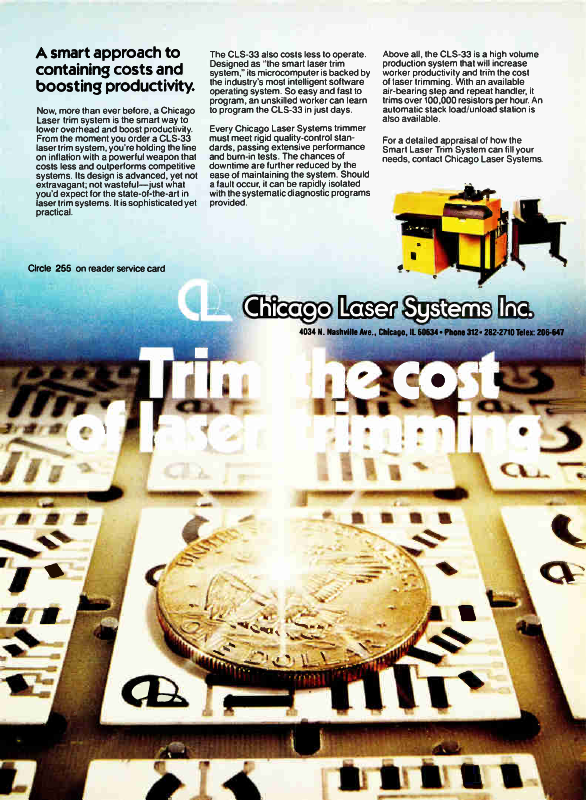 A smart approach to
containing costs and
boosting productivity.
Now, more than ever before, a Chicago
Laser trim system is the smart way to
lower overhead and boost productivity.
From the moment you order a CLS-33
laser trim system, you're holding the line
on inflation with a powerful weapon that
costs less and outperforms competitive
systems. Its design is advanced, yet not
extravagant; not wasteful—just what
you'd expect for the state-of-the-art in
laser trim systems. It is sophisticated yet
practical.
The CLS-33 also costs less to operate.
Designed as "the smart laser trim
system," its microcomputer is backed by
the industry's most intelligent software
operating system. So easy and fast to
program, an unskilled worker can learn
to program the CLS-33 in just days.
Every Chicago Laser Systems trimmer
must meet rigid quality-control stan-
dards, passing extensive performance
and burn-in tests. The chances of
downtime are further reduced by the
ease of maintaining the system. Should
a fault occur, it can be rapidly isolated
with the systematic diagnostic programs
provided.
Above all, the CLS-33 is a high volume
production system that will increase
worker productivity and trim the cost
of laser trimming. With an available
air-bearing step and repeat handler, it
trims over 100,000 resistors per hour. An
automatic stack load/unload station is
also available.
For a detailed appraisal of how the
Smart Laser Trim System can fill your
needs, contact Chicago Laser Systems.
Circle 255 on reader service card
CL Chicago Laser Systems Inc.
4034 N. Nashville Ave., Chicago, IL 60634 • Phone 312 • 282-2710 Telex: 206-647
Trim the cost
of laser trimming
UNITED STATES OF AMERICA
ONE DOLLAR